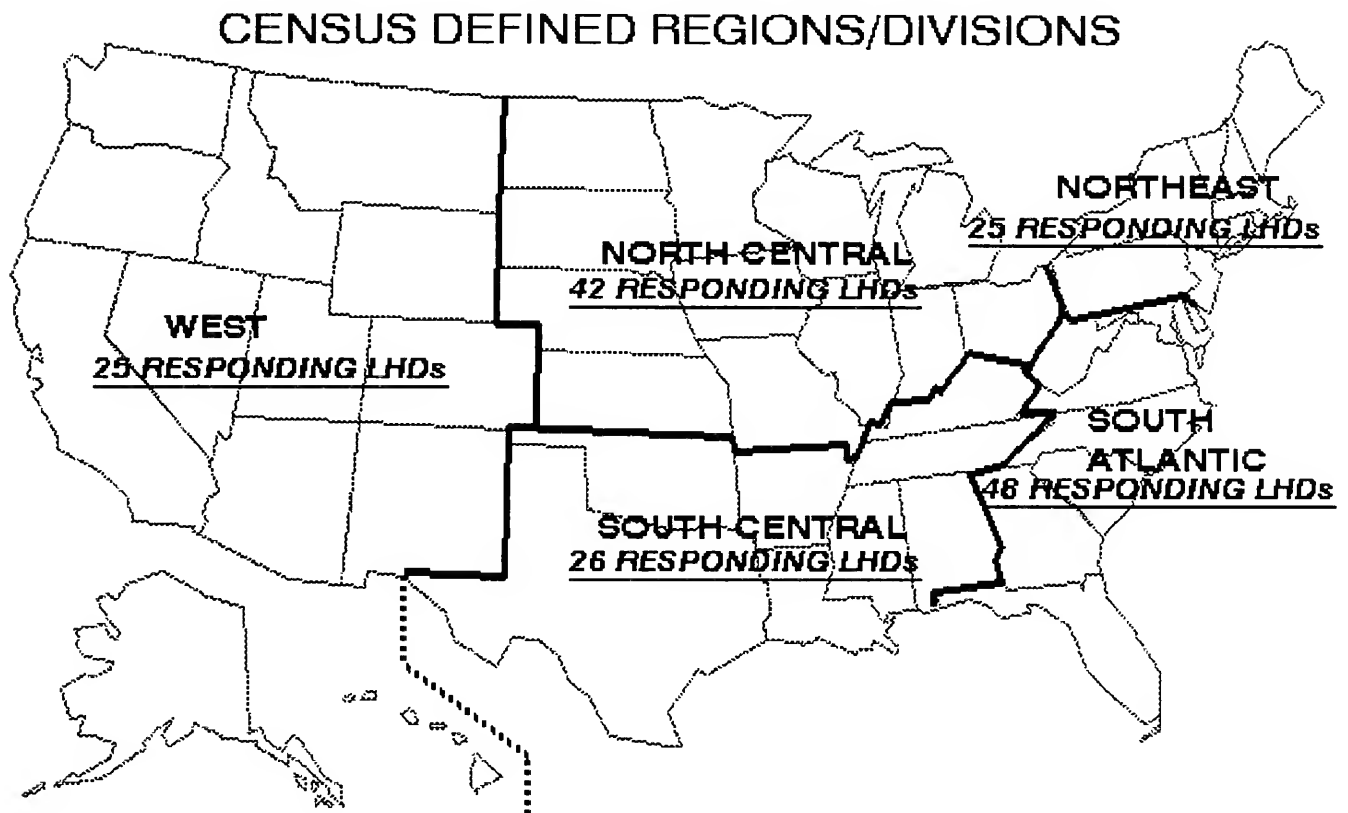 CENSUS DEFINED REGIONS/DIVISIONS
NORTHEAST
25 RESPONDING LHDs
NORTH CENTRAL
42 RESPONDING LHDs
WEST
25 RESPONDING LHDs
SOUTH
ATLANTIC
RESPONDING LHDs
SOUTH CENTRAL
26 RESPONDING LHDs